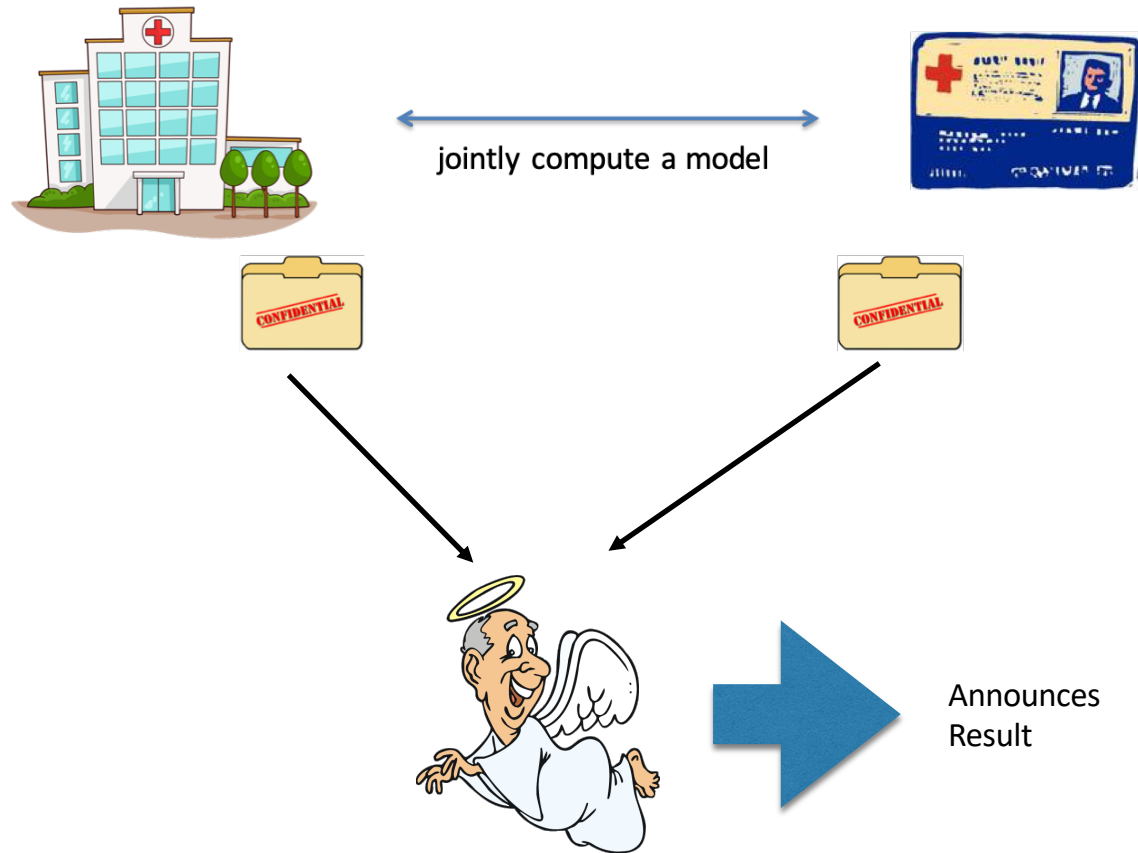 jointly compute a model
CONFIDENTIAL
CONFIDENTIAL
Announces
Result